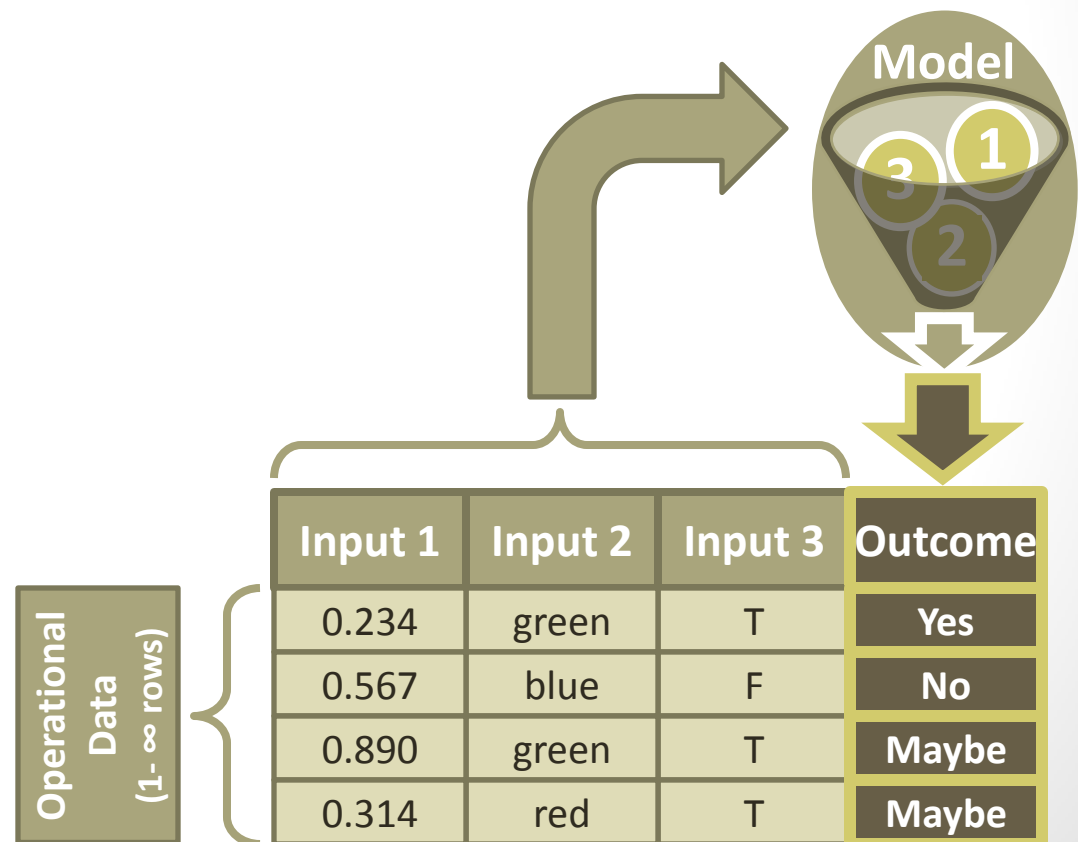 Model
1
3
2
Input 1 Input 2 Input 3 Outcome
0.234 green T Yes
0.567 blue F No
0.890 green T Maybe
0.314 red T Maybe
Operational
Data
(1- ∞ rows)